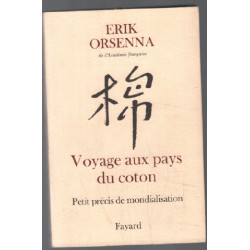 ERIK
ORSENNA
de l'Académie française
棉
Voyage aux pays
du coton
Petit précis de mondialisation
Fayard